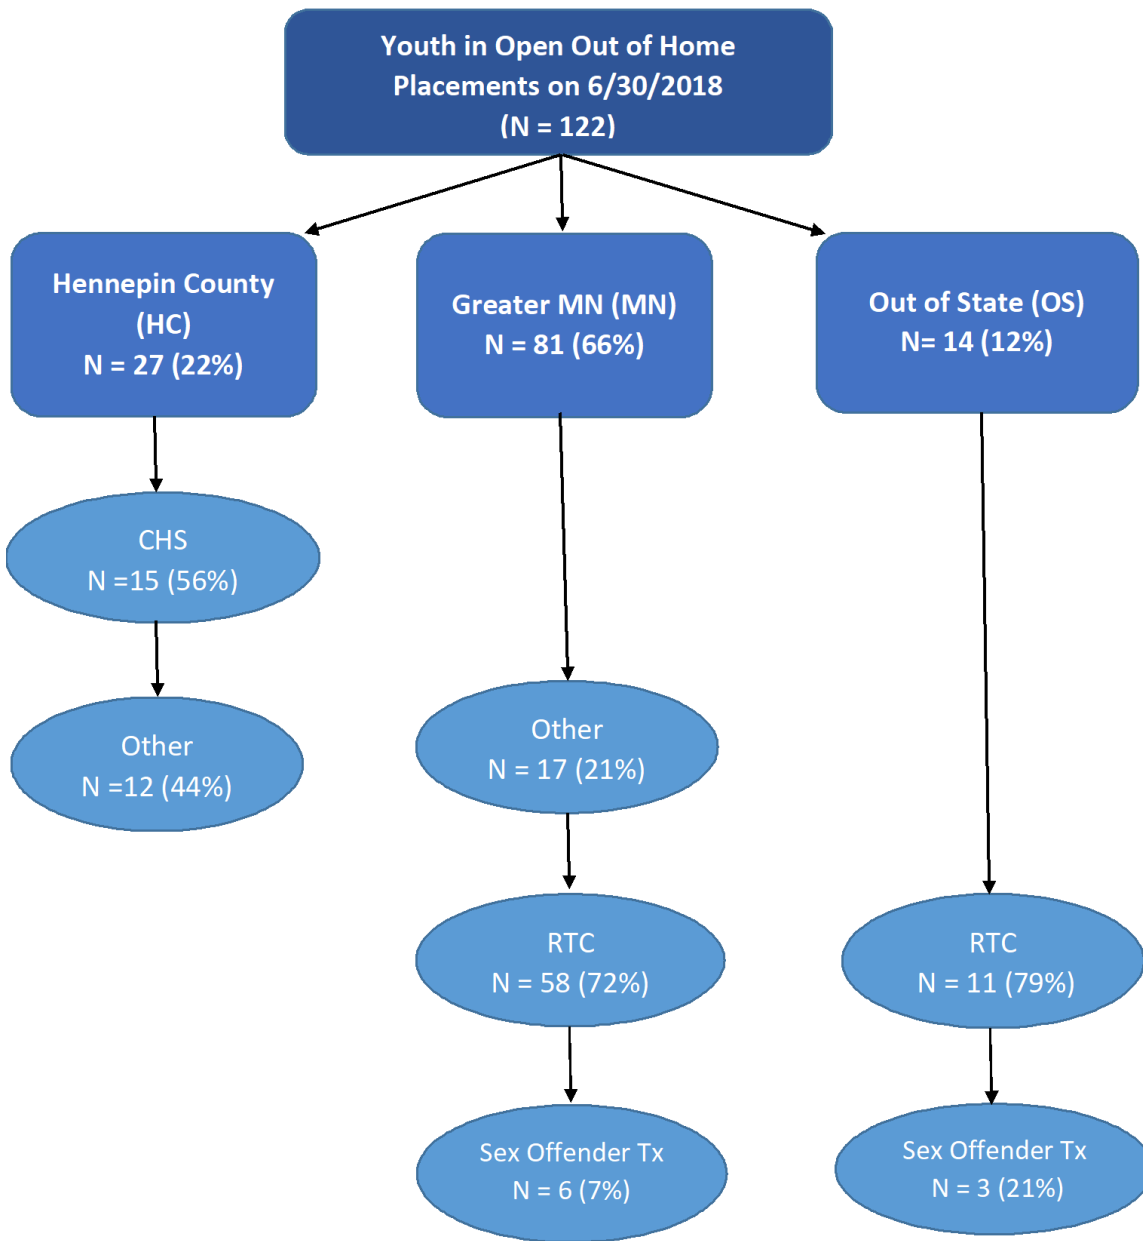 Youth in Open Out of Home
Placements on 6/30/2018
(N = 122)
Hennepin County
(HC)
N = 27 (22%)
Greater MN (MN)
N = 81 (66%)
Out of State (OS)
N= 14 (12%)
CHS
N =15 (56%)
Other
N =12 (44%)
Other
N = 17 (21%)
RTC
N = 58 (72%)
RTC
N = 11 (79%)
Sex Offender Tx
N = 6 (7%)
Sex Offender Tx
N = 3 (21%)